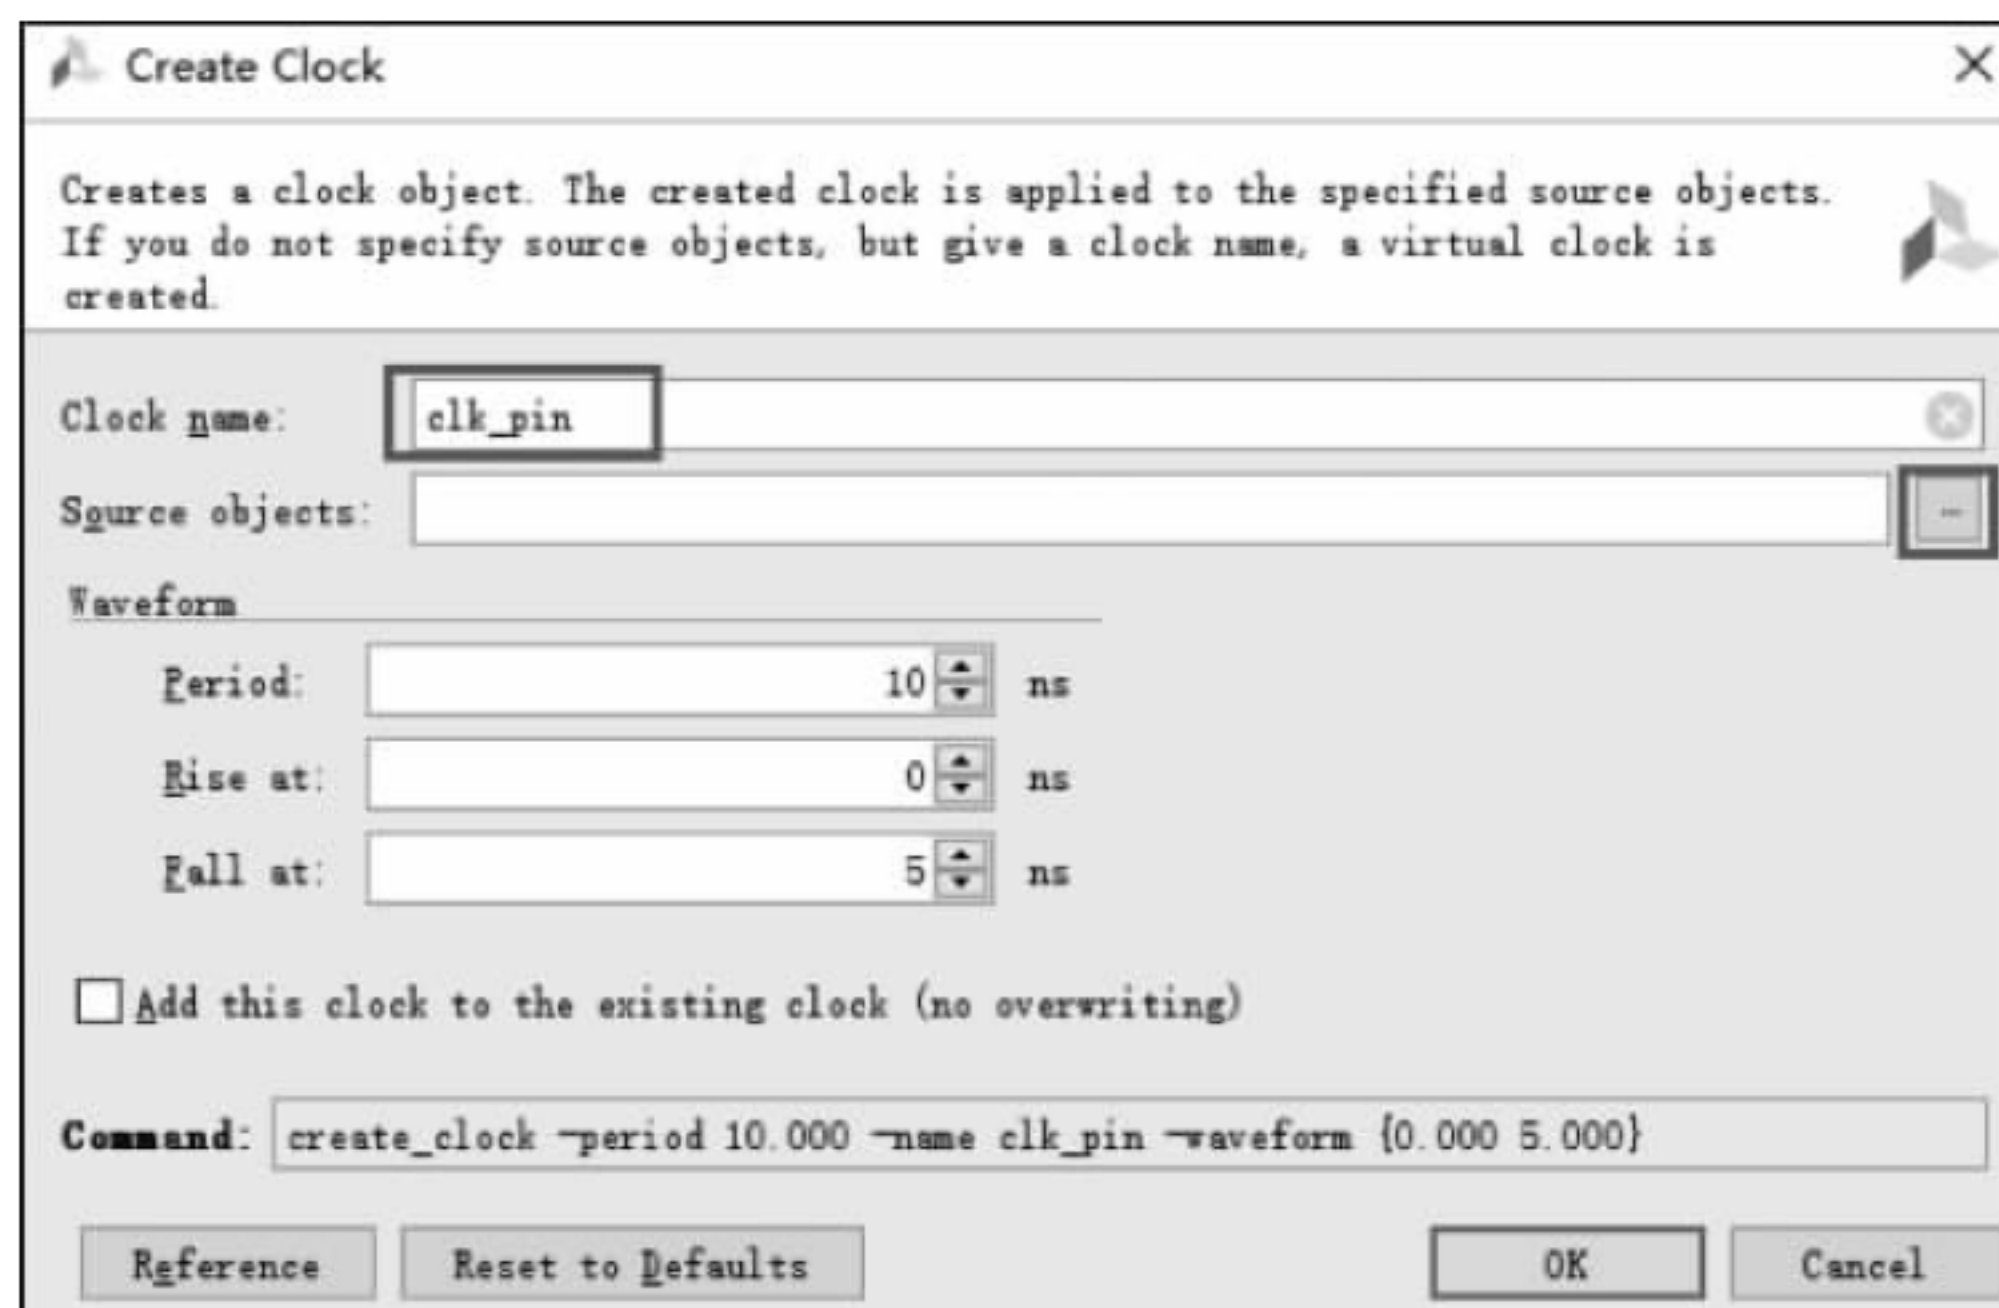 Create Clock
Creates a clock object. The created clock is applied to the specified source objects.
If you do not specify source objects, but give a clock name, a virtual clock is
created.
Clock name: clk_pin
Source objects: ...
Waveform
Period: 10 ns
Rise at: 0 ns
Fall at: 5 ns
Add this clock to the existing clock (no overwriting)
Command: create_clock -period 10.000 -name clk_pin -waveform {0.000 5.000}
Reference Reset to Defaults OK Cancel